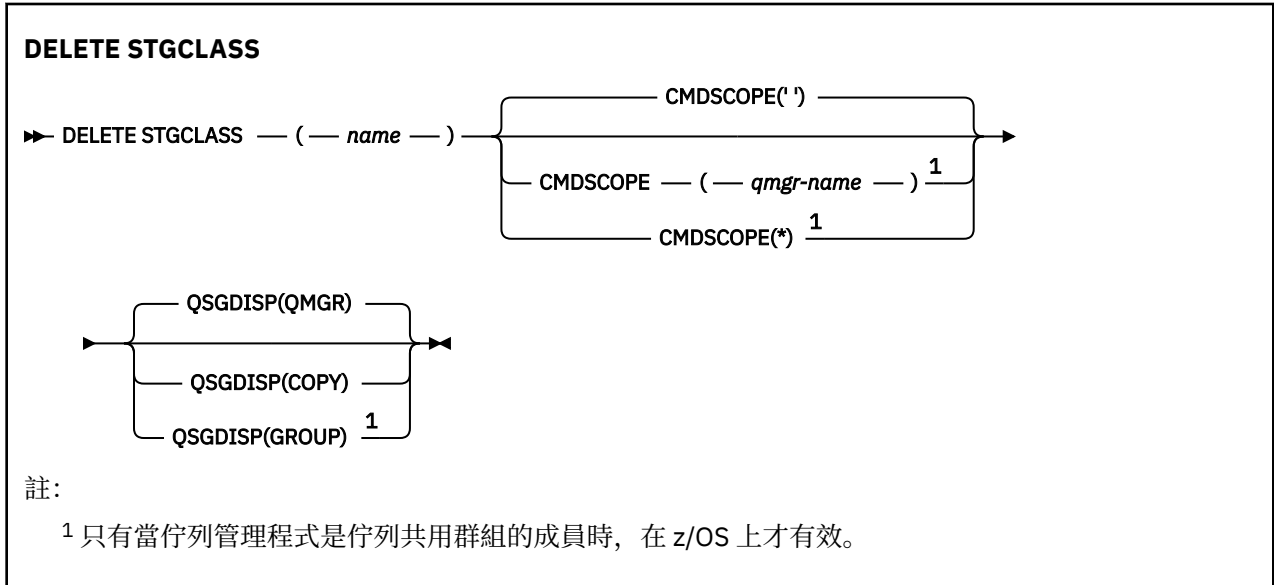 DELETE STGCLASS
CMDSCOPE(' ')
DELETE STGCLASS ( name )
CMDSCOPE ( qmgr-name ) 1
CMDSCOPE(*) 1
QSGDISP(QMGR)
QSGDISP(COPY)
QSGDISP(GROUP) 1
註：
1 只有當佇列管理程式是佇列共用群組的成員時，在 z/OS 上才有效。